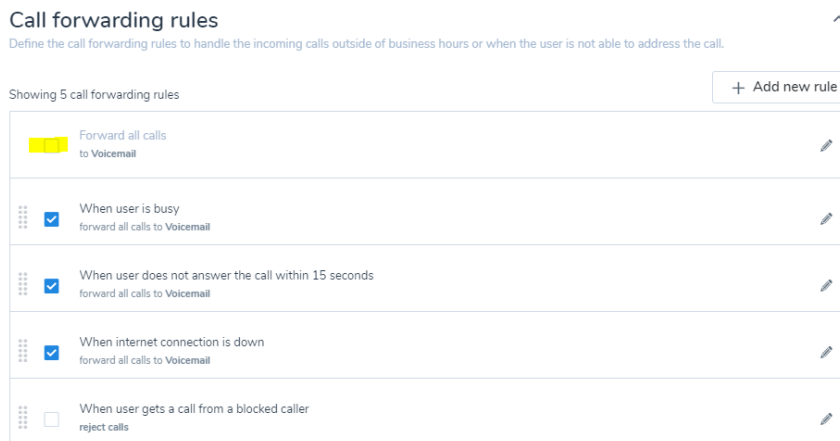 Call forwarding rules
Define the call forwarding rules to handle the incoming calls outside of business hours or when the user is not able to address the call.
Showing 5 call forwarding rules
+ Add new rule
Forward all calls
to Voicemail
When user is busy
forward all calls to Voicemail
When user does not answer the call within 15 seconds
forward all calls to Voicemail
When internet connection is down
forward all calls to Voicemail
When user gets a call from a blocked caller
reject calls